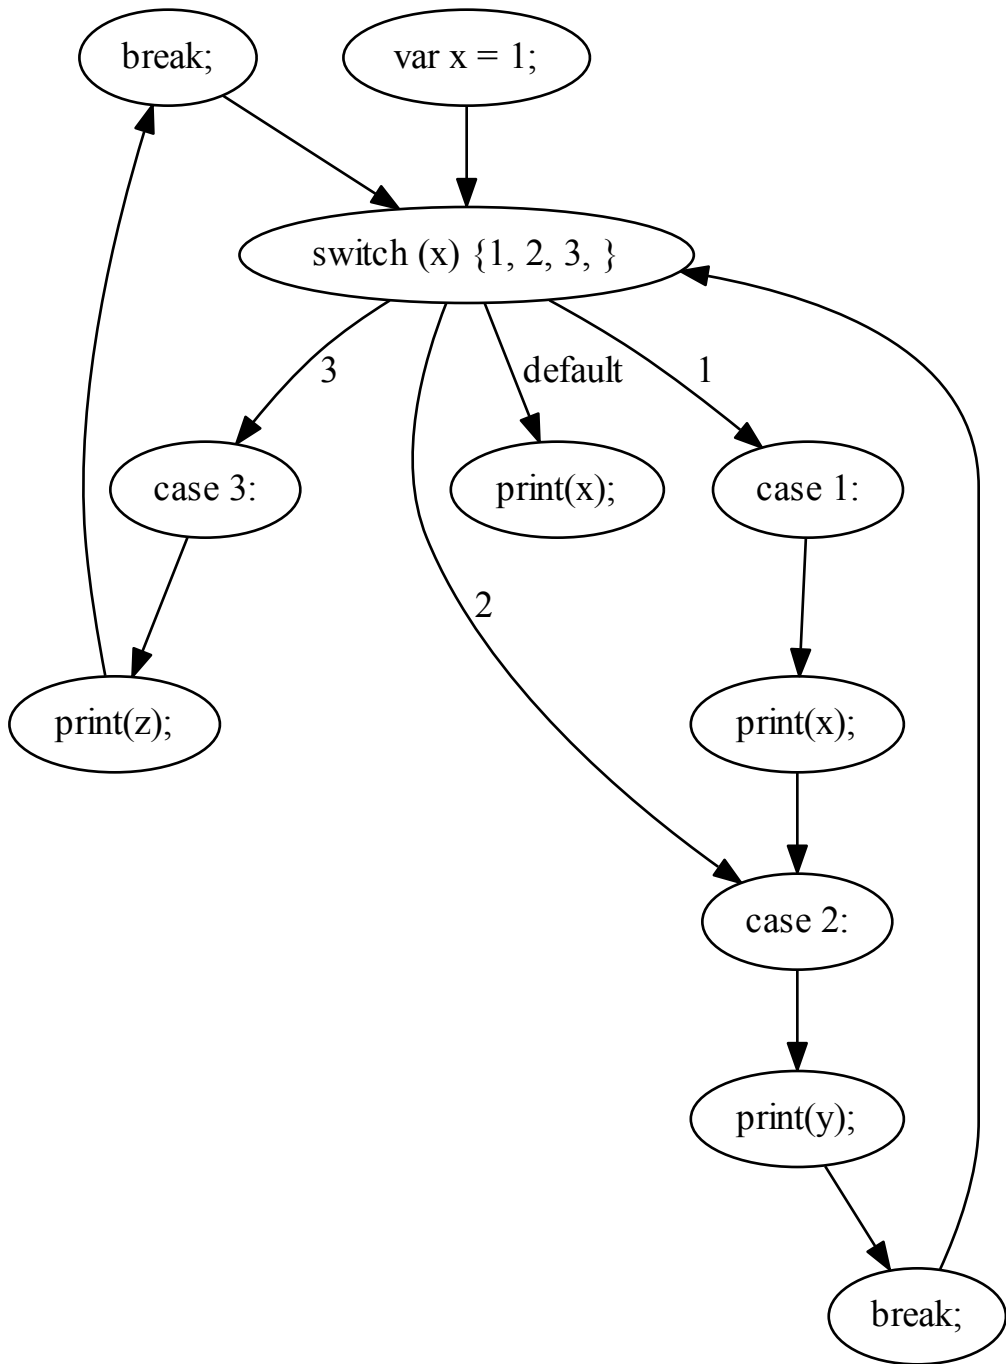 break;
var x = 1;
switch (x) {1, 2, 3, }
3
default
1
case 3:
print(x);
case 1:
2
print(z);
print(x);
case 2:
print(y);
break;